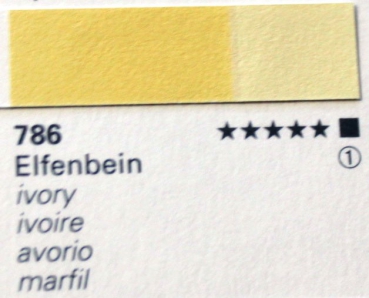 786 ★★★★★ ■
Elfenbein ①
ivory
ivoire
avorio
marfil